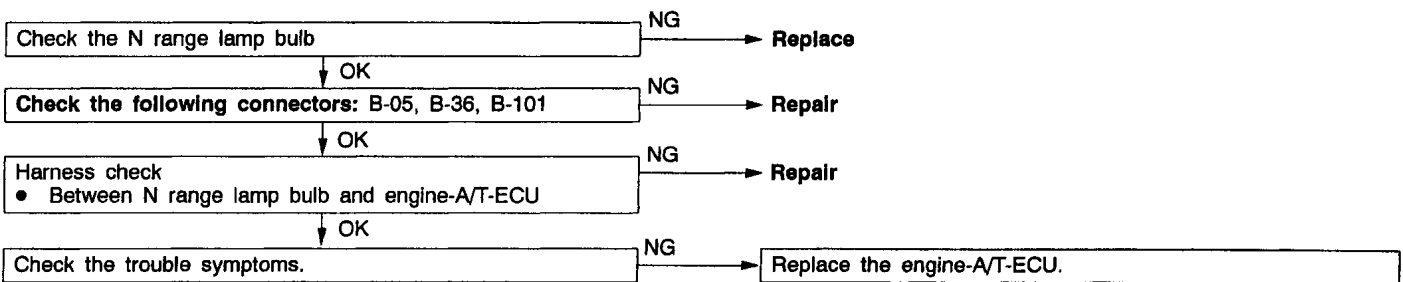 NG
Check the N range lamp bulb
Replace
OK
NG
Check the following connectors: B-05, B-36, B-101
Repair
OK
NG
Harness check
Repair
● Between N range lamp bulb and engine-A/T-ECU
OK
NG
Check the trouble symptoms.
Replace the engine-A/T-ECU.